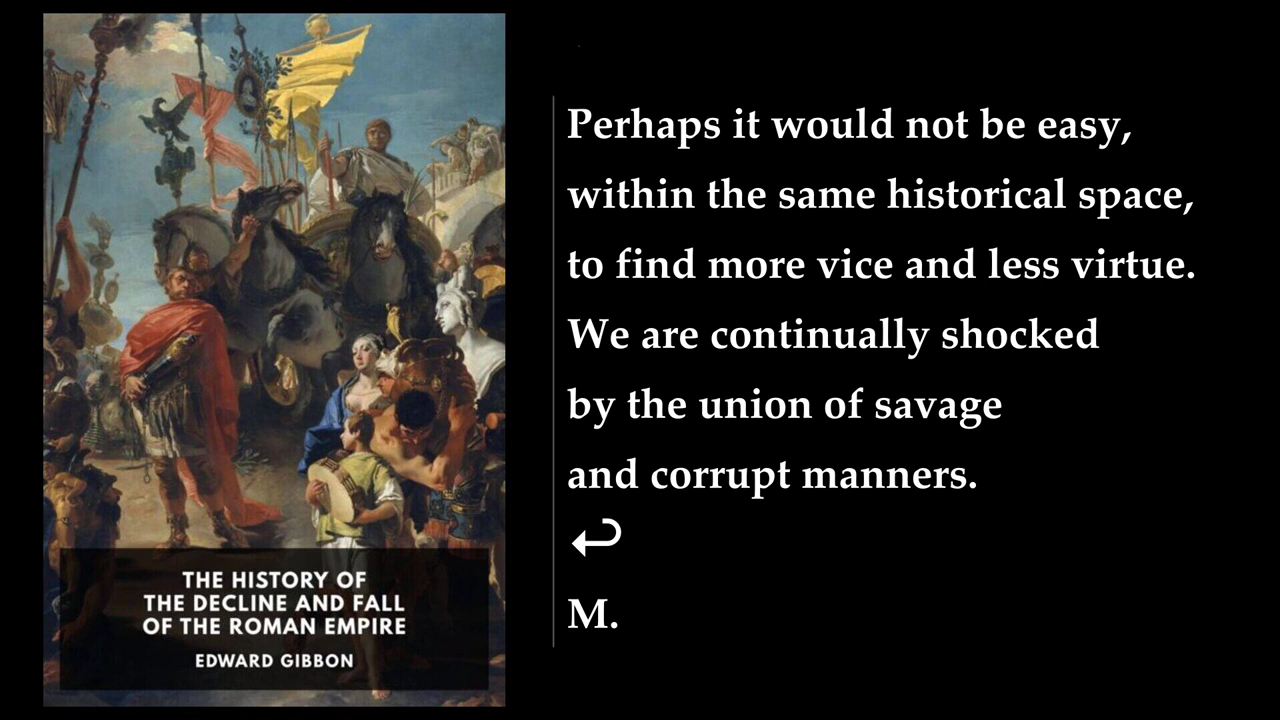 THE HISTORY OF
THE DECLINE AND FALL
OF THE ROMAN EMPIRE
EDWARD GIBBON
Perhaps it would not be easy,
within the same historical space,
to find more vice and less virtue.
We are continually shocked
by the union of savage
and corrupt manners.
↩
M.